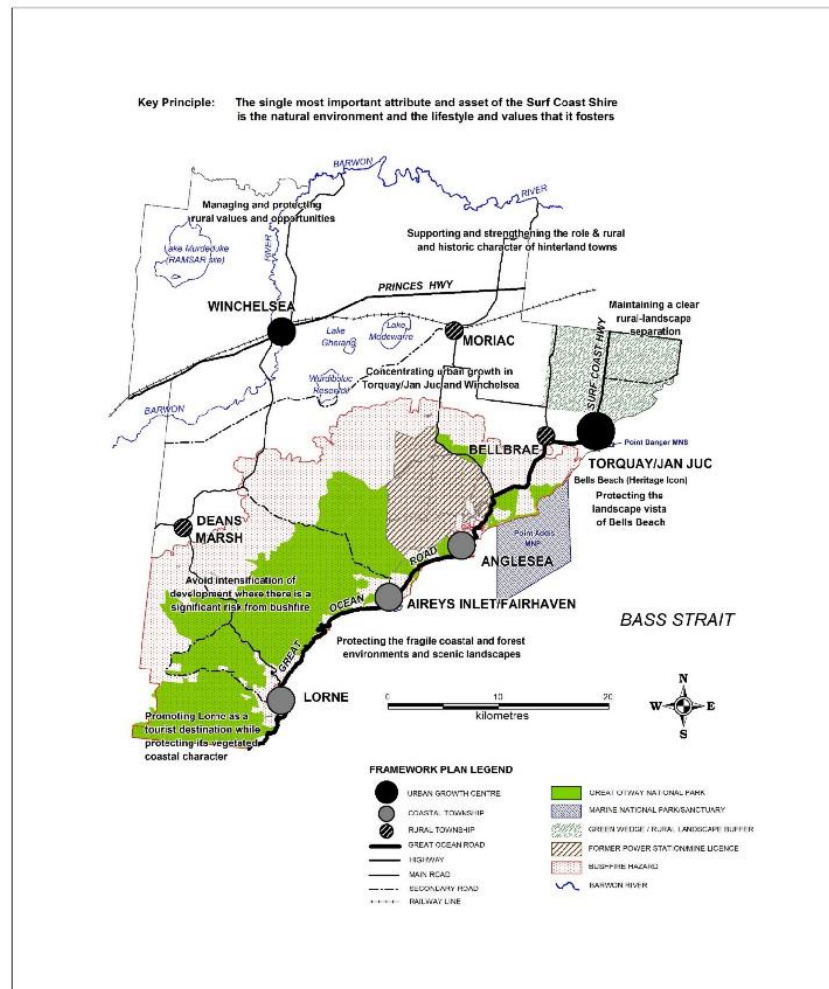 Key Principle: The single most important attribute and asset of the Surf Coast Shire
is the natural environment and the lifestyle and values that it fosters
BARWON
RIVER
Managing and protecting
rural values and opportunities
Supporting and strengthening the role & rural
and historic character of hinterland towns
Lake Murdeduke
(RAMSAR site)
RIVER
PRINCES HWY
WINCHELSEA
Maintaining a clear
rural-landscape
separation
Lake
Gherang
Lake
Modewarre
MORIAC
SURF COAST HWY
Wurdiboluc
Reservoir
Concentrating urban growth in
Torquay/Jan Juc and Winchelsea
BARWON
BELLBRAE
Point Danger MNS
TORQUAY/JAN JUC
Bells Beach (Heritage Icon)
Protecting the
landscape vista
of Bells Beach
DEANS
MARSH
Point Addis
MNP
ANGLESEA
Avoid intensification of
development where there is a
significant risk from bushfire
GREAT OCEAN ROAD
AIREYS INLET/FAIRHAVEN
BASS STRAIT
Protecting the fragile coastal and forest
environments and scenic landscapes
LORNE
0 10 20
kilometres
N
W E
S
Promoting Lorne as a
tourist destination while
protecting its vegetated
coastal character
FRAMEWORK PLAN LEGEND
URBAN GROWTH CENTRE
COASTAL TOWNSHIP
RURAL TOWNSHIP
GREAT OCEAN ROAD
HIGHWAY
MAIN ROAD
SECONDARY ROAD
RAILWAY LINE
GREAT OTWAY NATIONAL PARK
MARINE NATIONAL PARK/SANCTUARY
GREEN WEDGE / RURAL LANDSCAPE BUFFER
FORMER POWER STATION/MINE LICENCE
BUSHFIRE HAZARD
BARWON RIVER